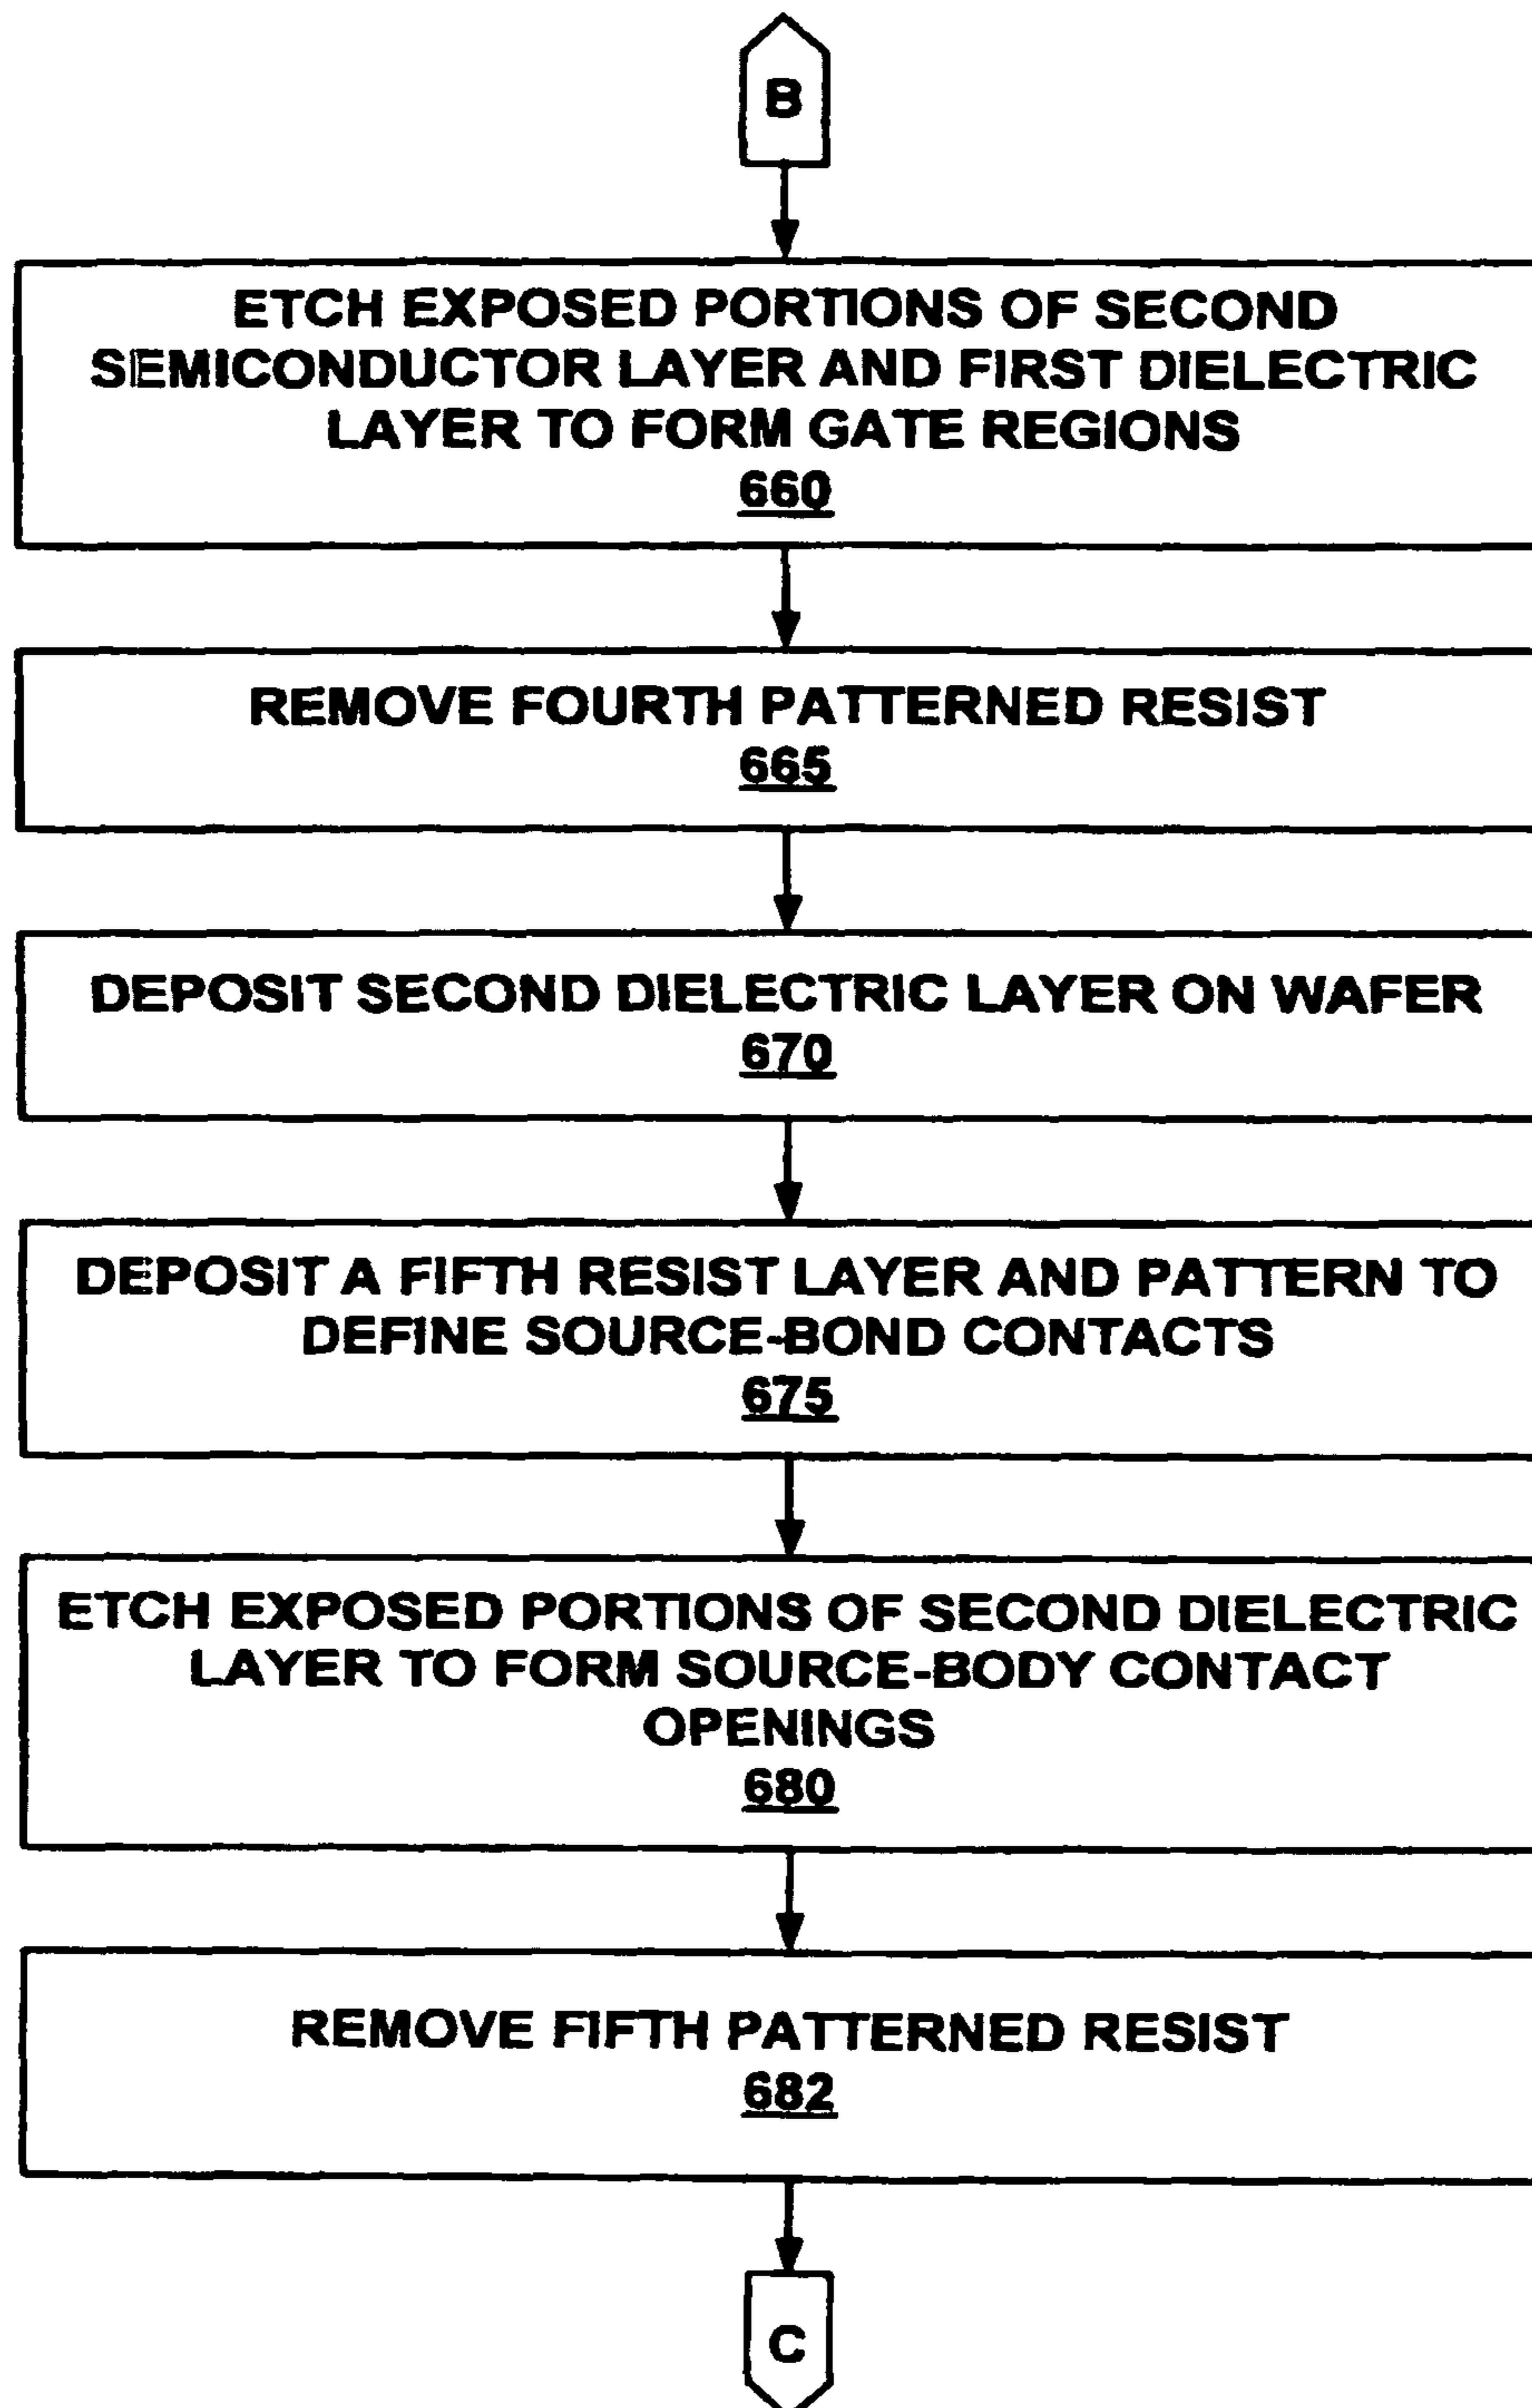 B
ETCH EXPOSED PORTIONS OF SECOND
SEMICONDUCTOR LAYER AND FIRST DIELECTRIC
LAYER TO FORM GATE REGIONS
660
REMOVE FOURTH PATTERNED RESIST
665
DEPOSIT SECOND DIELECTRIC LAYER ON WAFER
670
DEPOSIT A FIFTH RESIST LAYER AND PATTERN TO
DEFINE SOURCE-BOND CONTACTS
675
ETCH EXPOSED PORTIONS OF SECOND DIELECTRIC
LAYER TO FORM SOURCE-BODY CONTACT
OPENINGS
680
REMOVE FIFTH PATTERNED RESIST
682
C